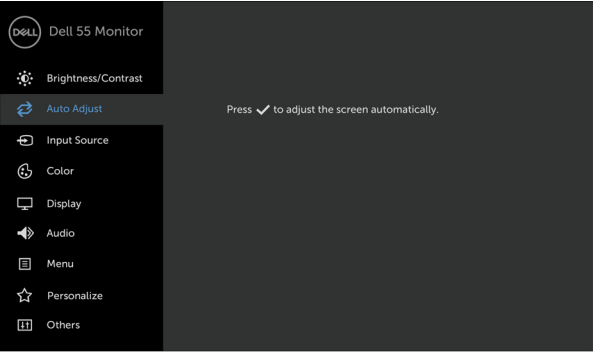 DELL Dell 55 Monitor
Brightness/Contrast
Auto Adjust
Press ✓ to adjust the screen automatically.
Input Source
Color
Display
Audio
Menu
Personalize
Others